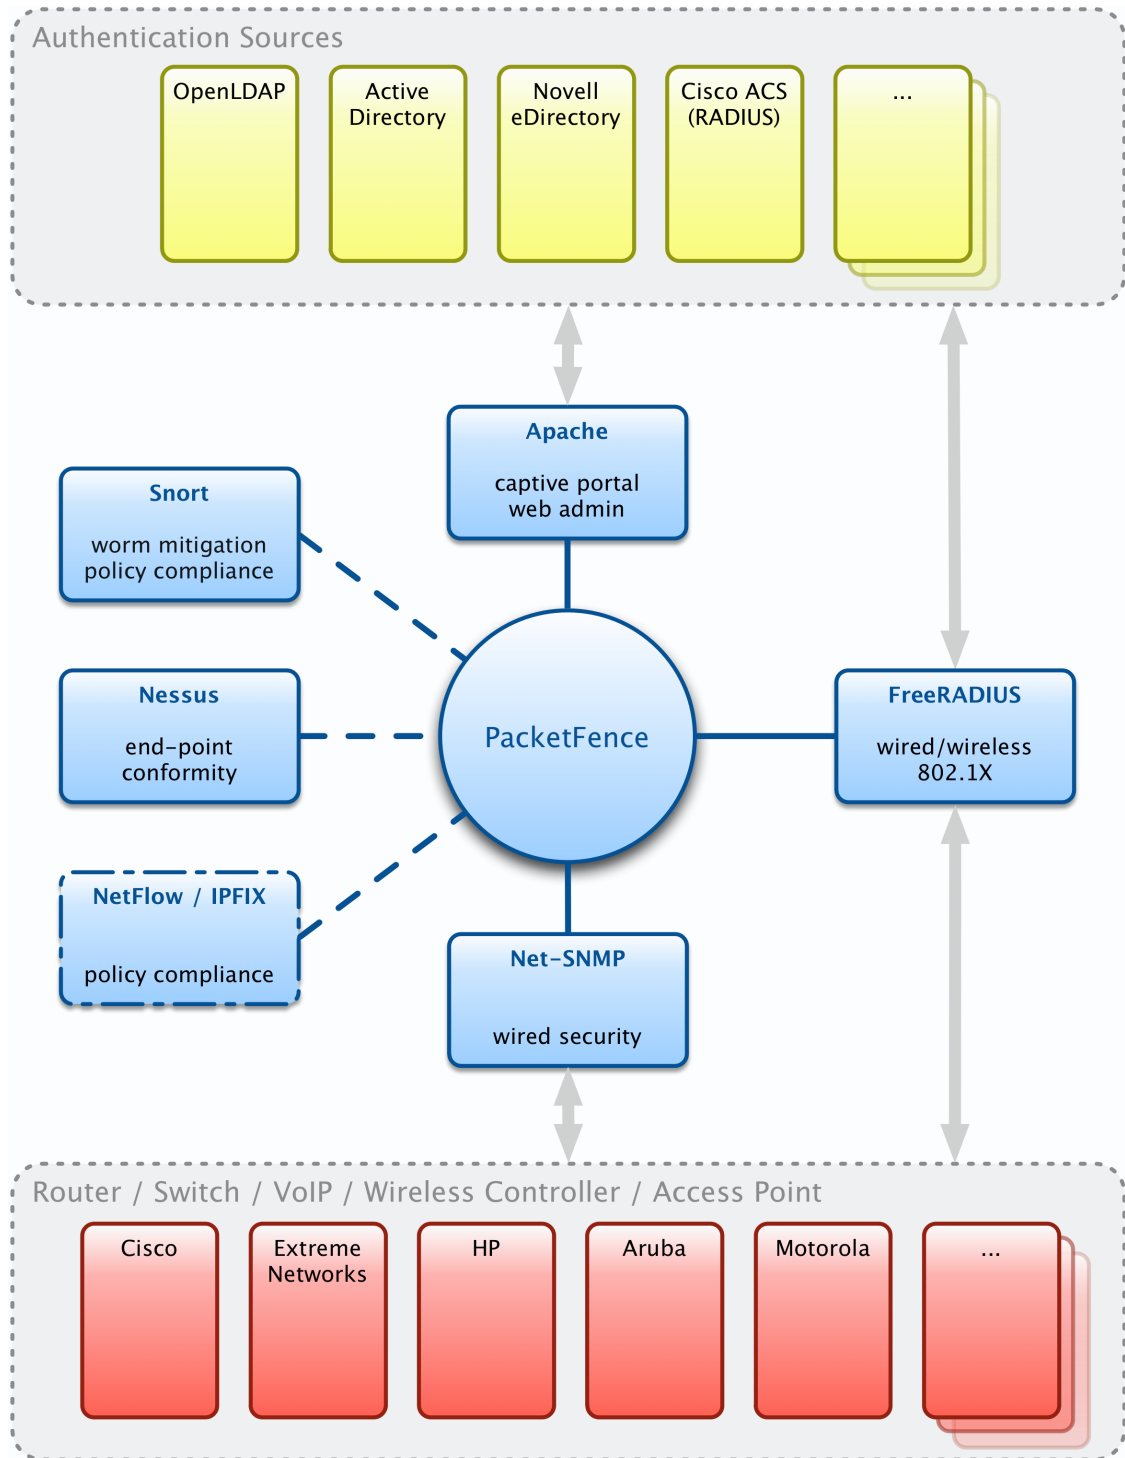 Authentication Sources
OpenLDAP
Active
Directory
Novell
eDirectory
Cisco ACS
(RADIUS)
...
Apache
captive portal
web admin
Snort
worm mitigation
policy compliance
Nessus
end-point
conformity
PacketFence
FreeRADIUS
wired/wireless
802.1X
NetFlow / IPFIX
policy compliance
Net-SNMP
wired security
Router / Switch / VoIP / Wireless Controller / Access Point
Cisco
Extreme
Networks
HP
Aruba
Motorola
...